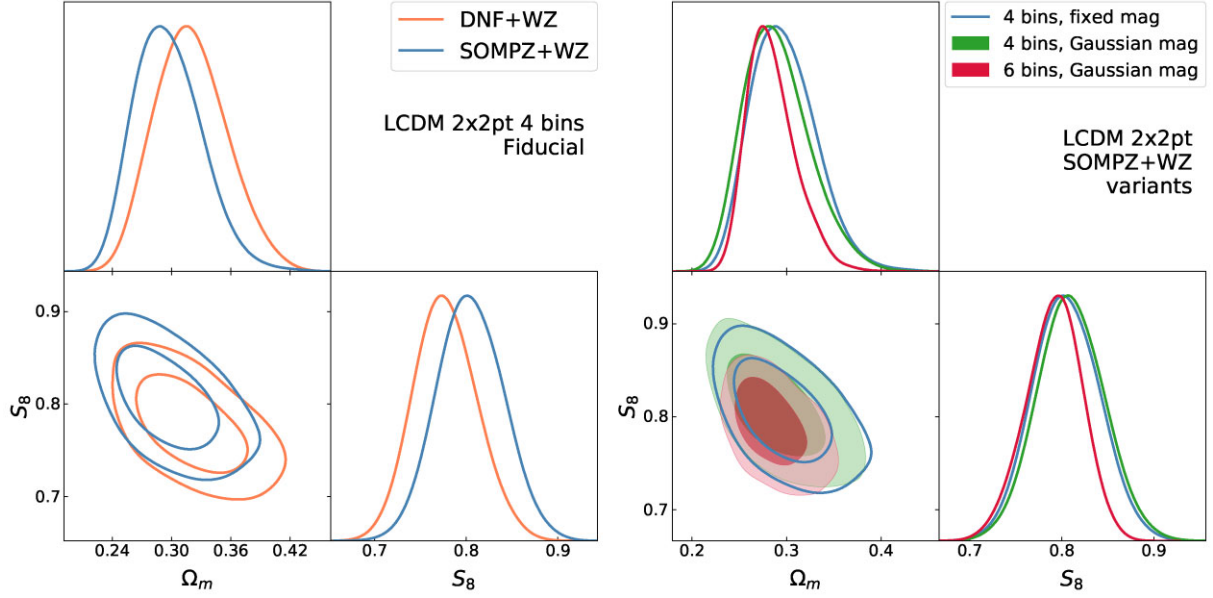 DNF+WZ
SOMPZ+WZ
LCDM 2x2pt 4 bins
Fiducial
0.9
0.8
0.7
S₈
0.24
0.30
0.36
0.42
Ωₘ
0.7
0.8
0.9
S₈
4 bins, fixed mag
4 bins, Gaussian mag
6 bins, Gaussian mag
LCDM 2x2pt
SOMPZ+WZ
variants
0.9
0.8
0.7
S₈
0.2
0.3
0.4
Ωₘ
0.7
0.8
0.9
S₈